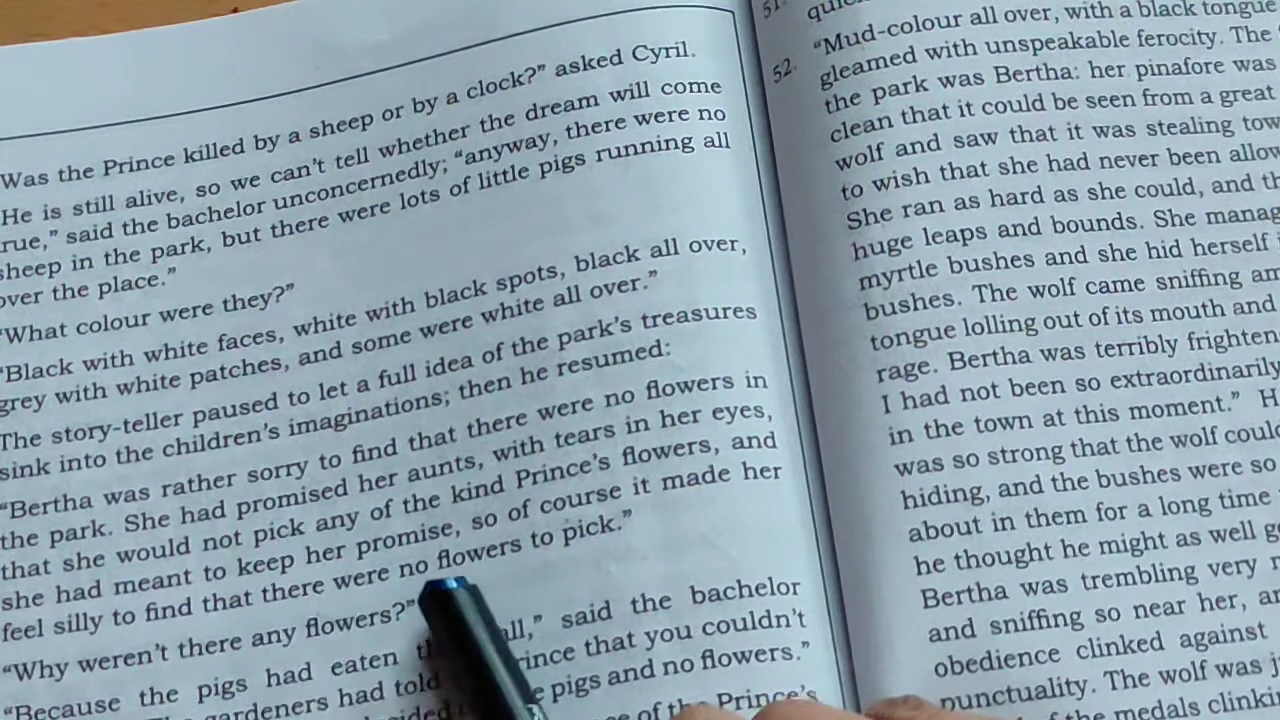 Was the Prince killed by a sheep or by a clock?" asked Cyril.
He is still alive, so we can't tell whether the dream will come
rue," said the bachelor unconcernedly; "anyway, there were no
sheep in the park, but there were lots of little pigs running all
over the place."
"What colour were they?"
"Black with white faces, white with black spots, black all over,
grey with white patches, and some were white all over."
The story-teller paused to let a full idea of the park's treasures
sink into the children's imaginations; then he resumed:
"Bertha was rather sorry to find that there were no flowers in
the park. She had promised her aunts, with tears in her eyes,
that she would not pick any of the kind Prince's flowers, and
she had meant to keep her promise, so of course it made her
feel silly to find that there were no flowers to pick."
"Why weren't there any flowers?"
"Because the pigs had eaten all," said the bachelor
gardeners had told rince that you couldn't
pigs and no flowers."
of the Prince's
51.
52. "Mud-colour all over, with a black tongue
gleamed with unspeakable ferocity. The
the park was Bertha: her pinafore was
clean that it could be seen from a great
wolf and saw that it was stealing tow
to wish that she had never been allow
She ran as hard as she could, and th
huge leaps and bounds. She manag
myrtle bushes and she hid herself
bushes. The wolf came sniffing am
tongue lolling out of its mouth and
rage. Bertha was terribly frighten
I had not been so extraordinarily
in the town at this moment." H
was so strong that the wolf could
hiding, and the bushes were so
about in them for a long time
he thought he might as well g
Bertha was trembling very
and sniffing so near her, a
obedience clinked against
punctuality. The wolf was j
of the medals clinki